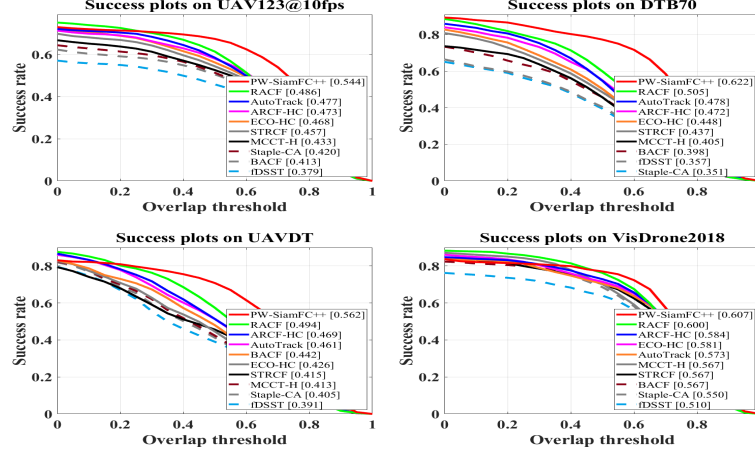 Success plots on UAV123@10fps
Success rate
0.6
0.4
0.2
0
0
0.2
0.4
0.6
0.8
1
Overlap threshold
PW-SiamFC++ [0.544]
RACF [0.486]
AutoTrack [0.477]
ARCF-HC [0.473]
ECO-HC [0.468]
STRCF [0.457]
MCCT-H [0.433]
Staple-CA [0.420]
BACF [0.413]
fDSST [0.379]
Success plots on DTB70
Success rate
0.8
0.6
0.4
0.2
0
0
0.2
0.4
0.6
0.8
Overlap threshold
PW-SiamFC++ [0.622]
RACF [0.505]
AutoTrack [0.478]
ARCF-HC [0.472]
ECO-HC [0.448]
STRCF [0.437]
MCCT-H [0.405]
BACF [0.398]
fDSST [0.357]
Staple-CA [0.351]
Success plots on UAVDT
Success rate
0.8
0.6
0.4
0.2
0
0
0.2
0.4
0.6
0.8
1
Overlap threshold
PW-SiamFC++ [0.562]
RACF [0.494]
ARCF-HC [0.469]
AutoTrack [0.461]
BACF [0.442]
ECO-HC [0.426]
STRCF [0.415]
MCCT-H [0.413]
Staple-CA [0.405]
fDSST [0.391]
Success plots on VisDrone2018
Success rate
0.8
0.6
0.4
0.2
0
0
0.2
0.4
0.6
0.8
Overlap threshold
PW-SiamFC++ [0.607]
RACF [0.600]
ARCF-HC [0.584]
ECO-HC [0.581]
AutoTrack [0.573]
MCCT-H [0.567]
STRCF [0.567]
BACF [0.567]
Staple-CA [0.550]
fDSST [0.510]